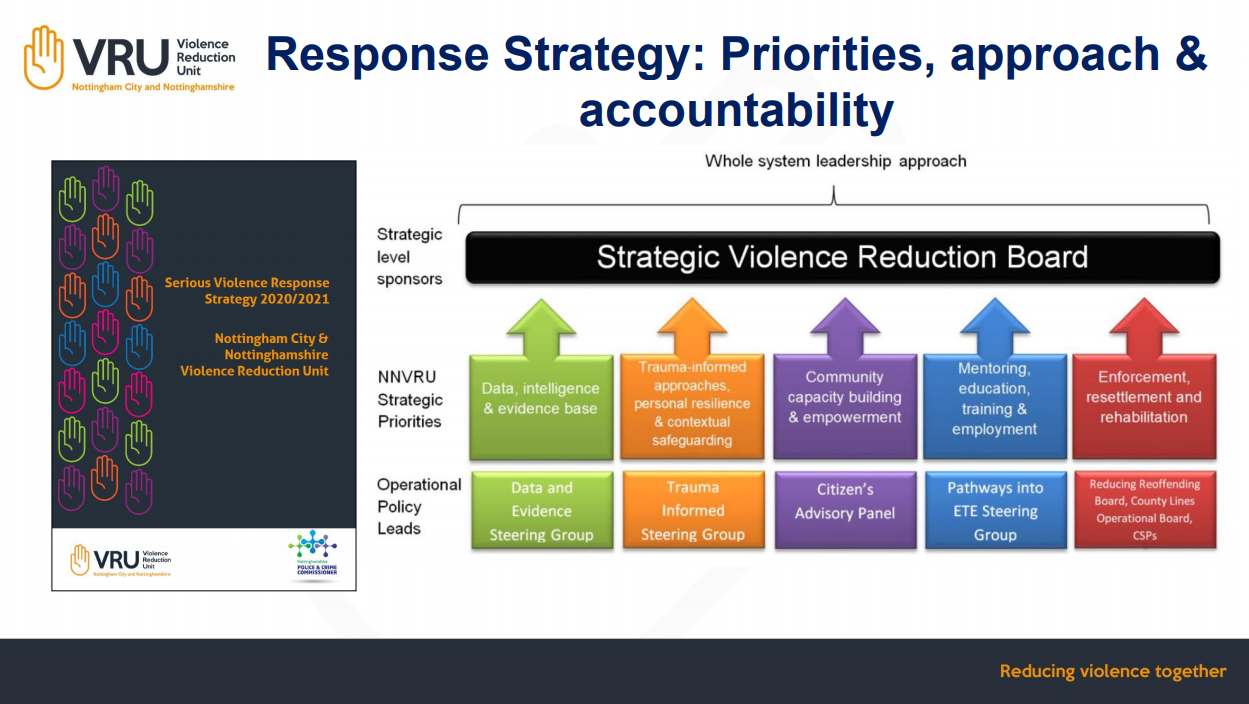 VRU
Violence
Reduction
Unit
Nottingham City and Nottinghamshire
Response Strategy: Priorities, approach &
accountability
Serious Violence Response
Strategy 2020/2021
Nottingham City &
Nottinghamshire
Violence Reduction Unit
VRU
Violence
Reduction
Unit
Nottingham City and Nottinghamshire
Nottinghamshire
POLICE & CRIME
COMMISSIONER
Whole system leadership approach
Strategic
level
sponsors
Strategic Violence Reduction Board
NNVRU
Strategic
Priorities
Data, intelligence
& evidence base
Trauma-informed
approaches,
personal resilience
& contextual
safeguarding
Community
capacity building
& empowerment
Mentoring,
education,
training &
employment
Enforcement,
resettlement and
rehabilitation
Operational
Policy
Leads
Data and
Evidence
Steering Group
Trauma
Informed
Steering Group
Citizen's
Advisory Panel
Pathways into
ETE Steering
Group
Reducing Reoffending
Board, County Lines
Operational Board,
CSPs
Reducing violence together